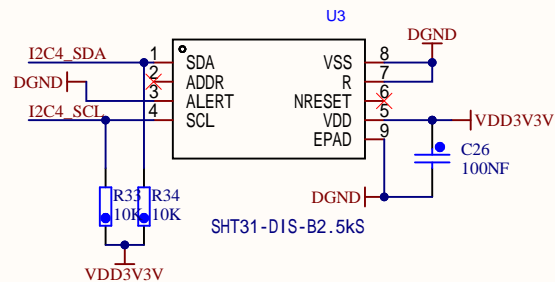 U3
I2C4_SDA 1 SDA VSS 8 DGND
2 ADDR R 7
DGND 3 ALERT NRESET 6
I2C4_SCL 4 SCL VDD 5 VDD3V3V
EPAD 9
C26
100NF
R33 R34
10K 10K
DGND
SHT31-DIS-B2.5kS
VDD3V3V